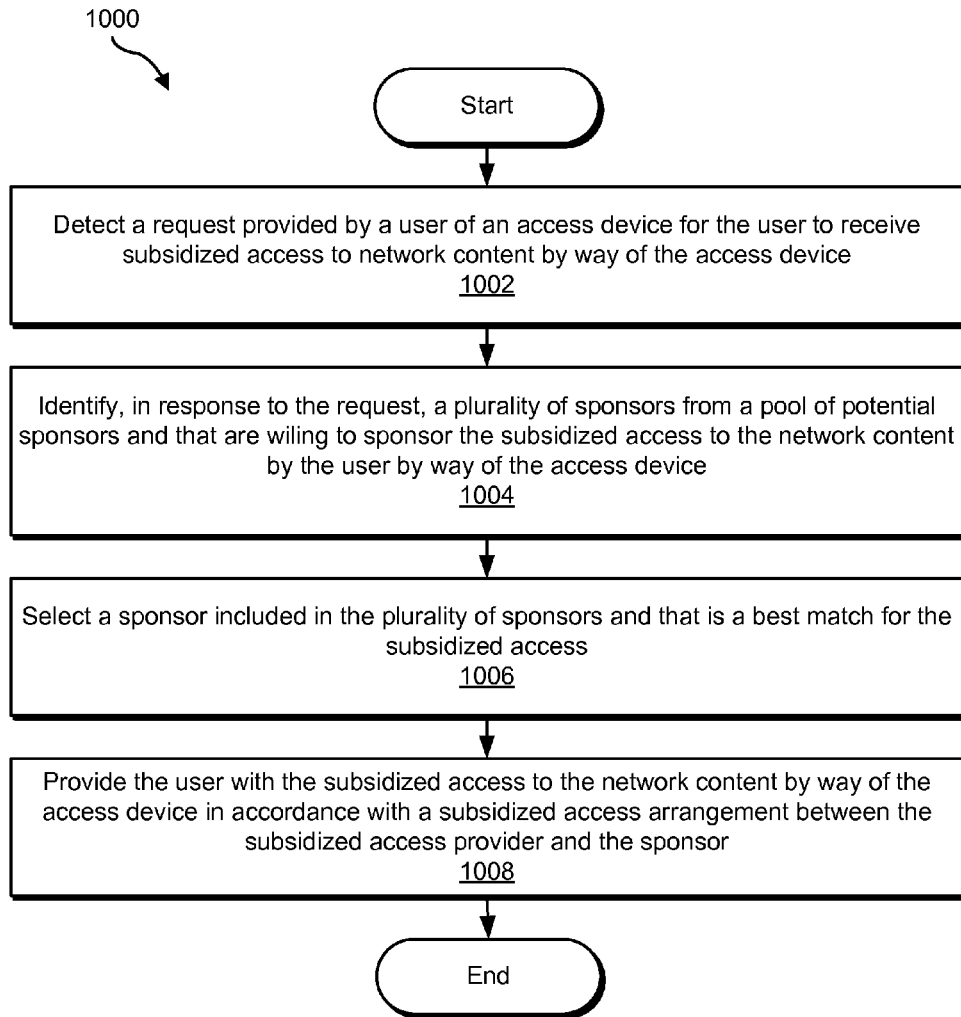 1000
Start
Detect a request provided by a user of an access device for the user to receive
subsidized access to network content by way of the access device
1002
Identify, in response to the request, a plurality of sponsors from a pool of potential
sponsors and that are wiling to sponsor the subsidized access to the network content
by the user by way of the access device
1004
Select a sponsor included in the plurality of sponsors and that is a best match for the
subsidized access
1006
Provide the user with the subsidized access to the network content by way of the
access device in accordance with a subsidized access arrangement between the
subsidized access provider and the sponsor
1008
End